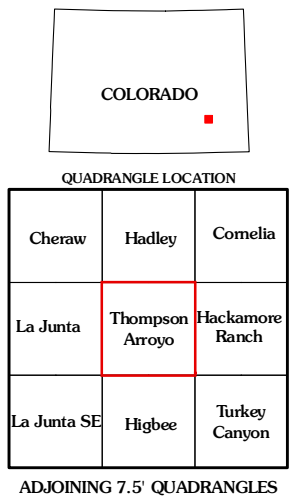 COLORADO
QUADRANGLE LOCATION
Cheraw
Hadley
Cornelia
La Junta
Thompson
Arroyo
Hackamore
Ranch
La Junta SE
Higbee
Turkey
Canyon
ADJOINING 7.5' QUADRANGLES